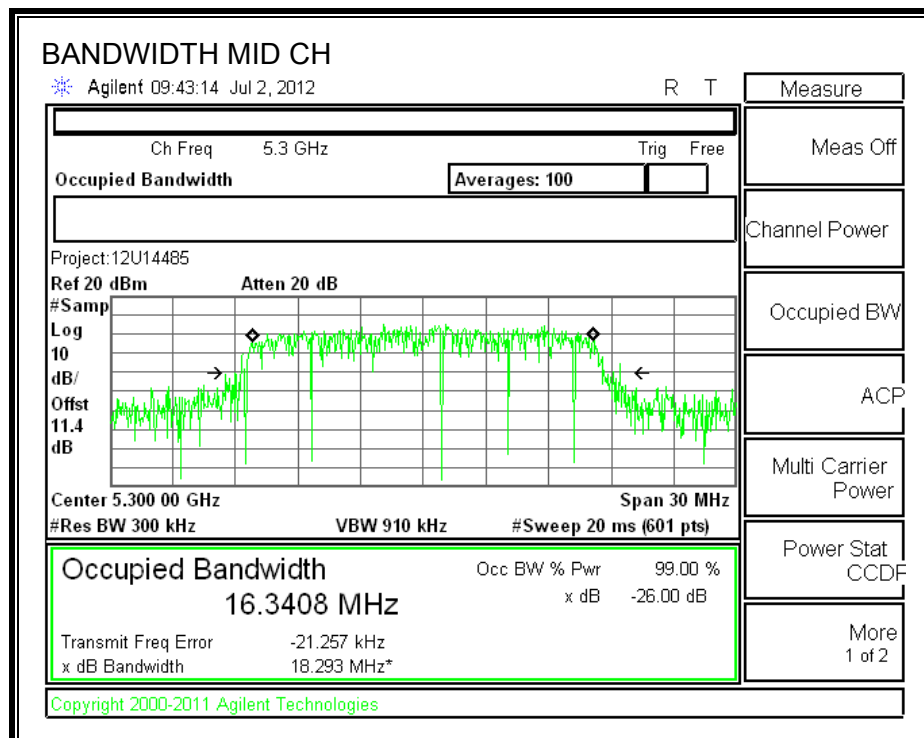 BANDWIDTH MID CH
Agilent 09:43:14 Jul 2, 2012 R T
Measure
Ch Freq 5.3 GHz Trig Free
Meas Off
Occupied Bandwidth Averages: 100
Channel Power
Project:12U14485
Ref 20 dBm Atten 20 dB
#Samp
Log
10
dB/
Offst
11.4
dB
Occupied BW
ACP
Multi Carrier
Power
Center 5.300 00 GHz Span 30 MHz
#Res BW 300 kHz VBW 910 kHz #Sweep 20 ms (601 pts)
Power Stat
CCDF
Occupied Bandwidth Occ BW % Pwr 99.00 %
16.3408 MHz x dB -26.00 dB
Transmit Freq Error -21.257 kHz
x dB Bandwidth 18.293 MHz*
More
1 of 2
Copyright 2000-2011 Agilent Technologies